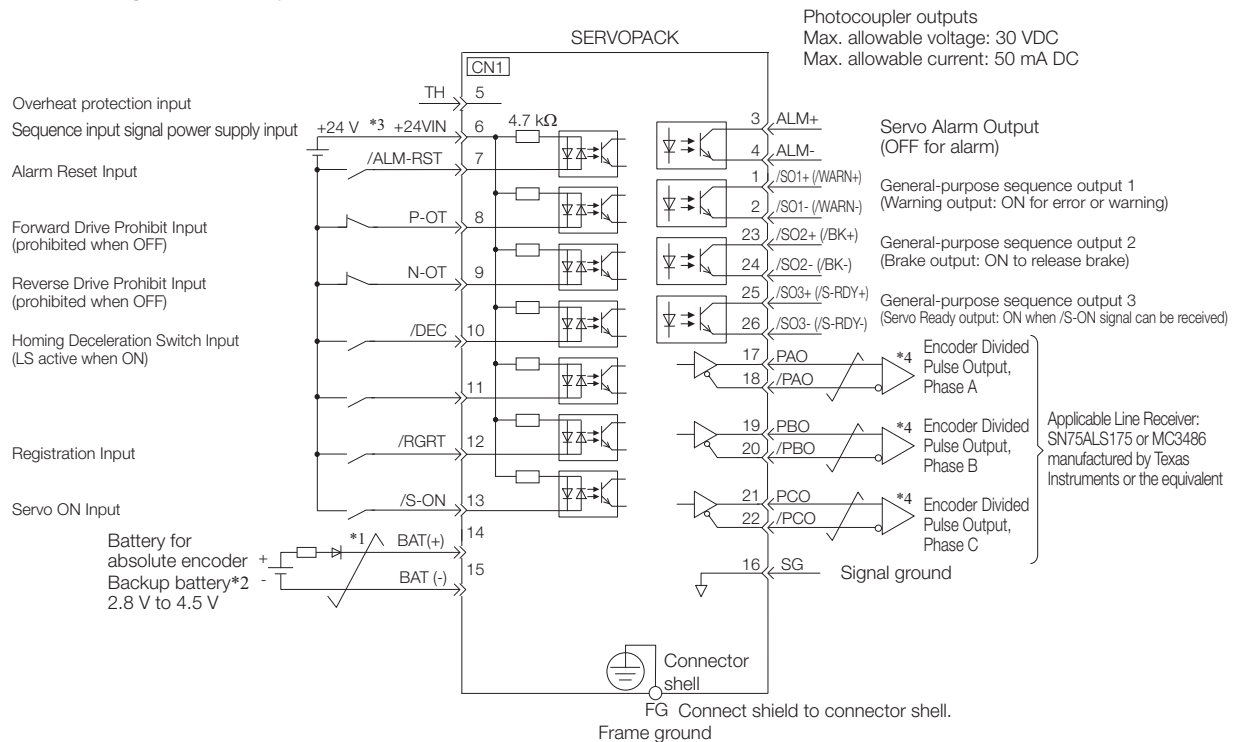 Photocoupler outputs
Max. allowable voltage: 30 VDC
Max. allowable current: 50 mA DC
SERVOPACK
CN1
Overheat protection input
TH 5
Sequence input signal power supply input
+24 V *3 +24VIN 6 4.7 kΩ
Alarm Reset Input
/ALM-RST 7
Forward Drive Prohibit Input
(prohibited when OFF)
P-OT 8
Reverse Drive Prohibit Input
(prohibited when OFF)
N-OT 9
Homing Deceleration Switch Input
(LS active when ON)
/DEC 10
11
Registration Input
/RGRT 12
Servo ON Input
/S-ON 13
Battery for
absolute encoder
Backup battery*2
2.8 V to 4.5 V
+
-
*1 BAT(+) 14
BAT (-) 15
3 ALM+
4 ALM-
Servo Alarm Output
(OFF for alarm)
1 /SO1+ (/WARN+)
2 /SO1- (/WARN-)
General-purpose sequence output 1
(Warning output: ON for error or warning)
23 /SO2+ (/BK+)
24 /SO2- (/BK-)
General-purpose sequence output 2
(Brake output: ON to release brake)
25 /SO3+ (/S-RDY+)
26 /SO3- (/S-RDY-)
General-purpose sequence output 3
(Servo Ready output: ON when /S-ON signal can be received)
17 PAO
18 /PAO
*4 Encoder Divided
Pulse Output,
Phase A
19 PBO
20 /PBO
*4 Encoder Divided
Pulse Output,
Phase B
21 PCO
22 /PCO
*4 Encoder Divided
Pulse Output,
Phase C
Applicable Line Receiver:
SN75ALS175 or MC3486
manufactured by Texas
Instruments or the equivalent
16 SG
Signal ground
Connector
shell
FG Connect shield to connector shell.
Frame ground